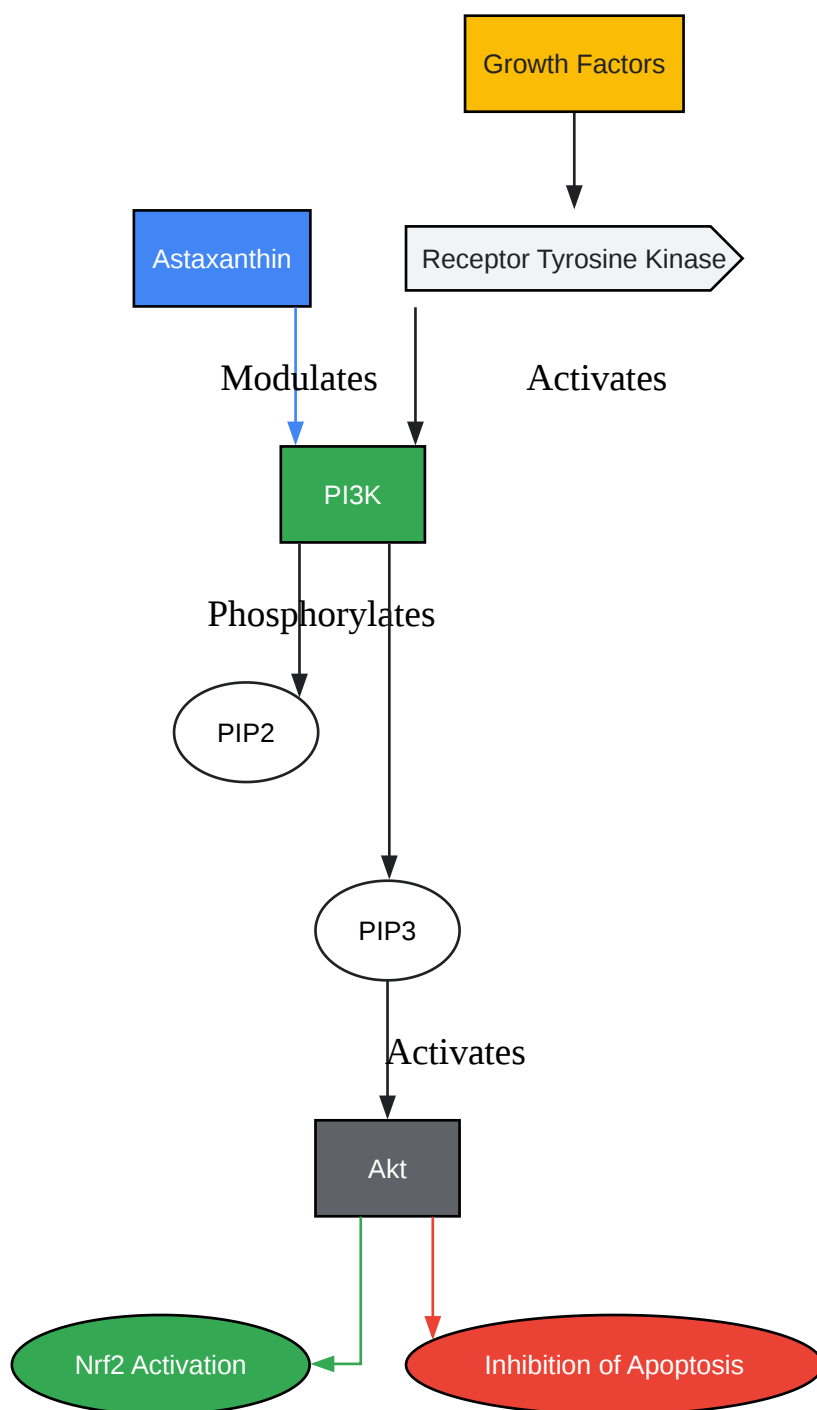 Growth Factors
Astaxanthin
Receptor Tyrosine Kinase
Modulates
Activates
PI3K
Phosphorylates
PIP2
PIP3
Activates
Akt
Nrf2 Activation
Inhibition of Apoptosis